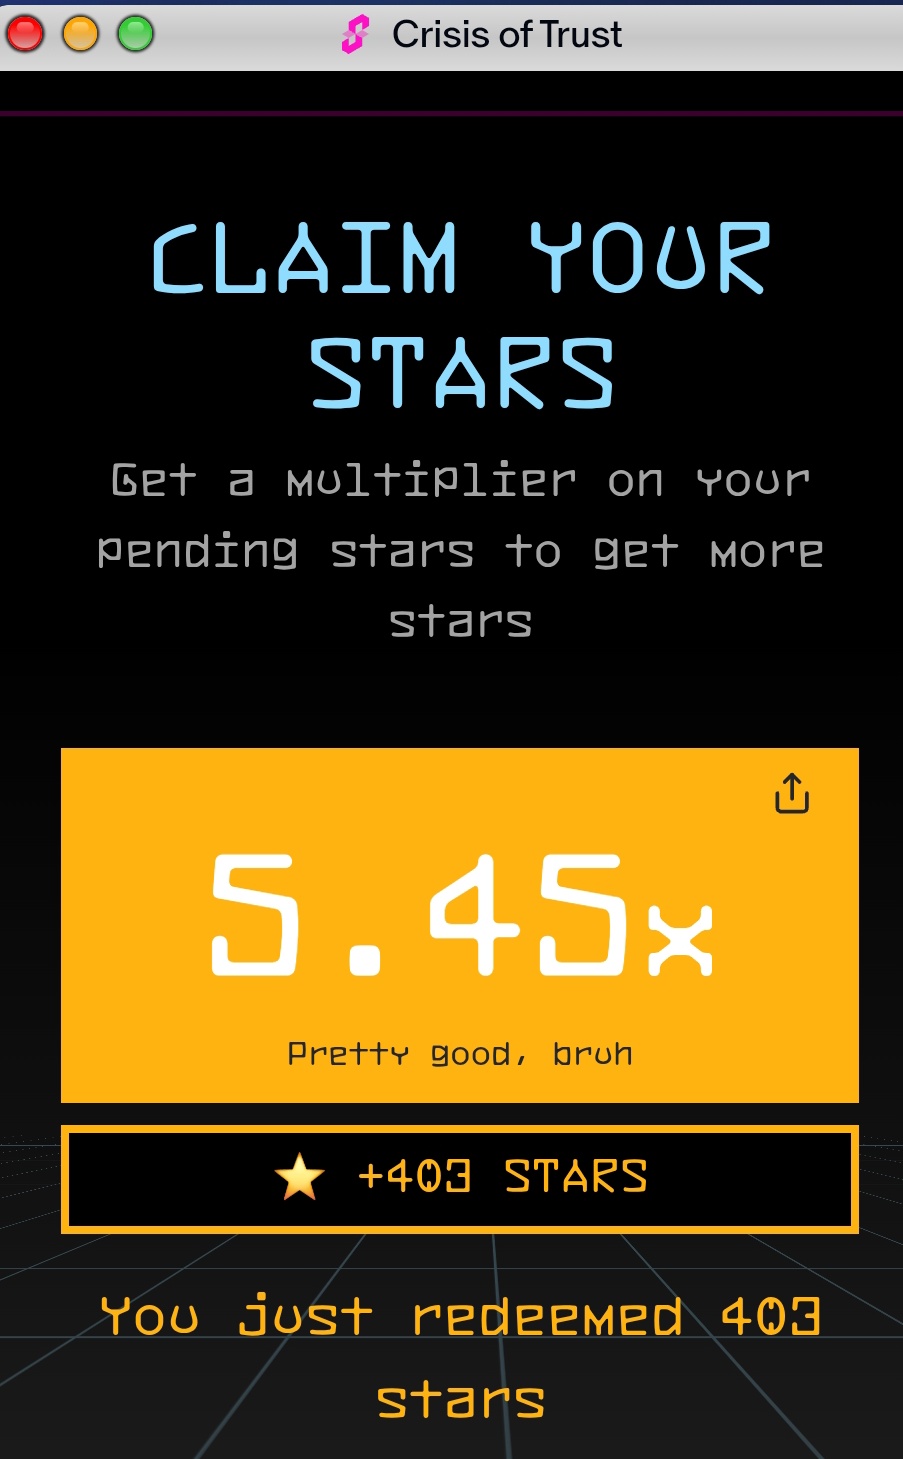 Crisis of Trust
CLAIM YOUR
STARS
Get a multiplier on your
pending stars to get more
stars
5.45x
Pretty good, bruh
+403 STARS
You just redeemed 403
stars